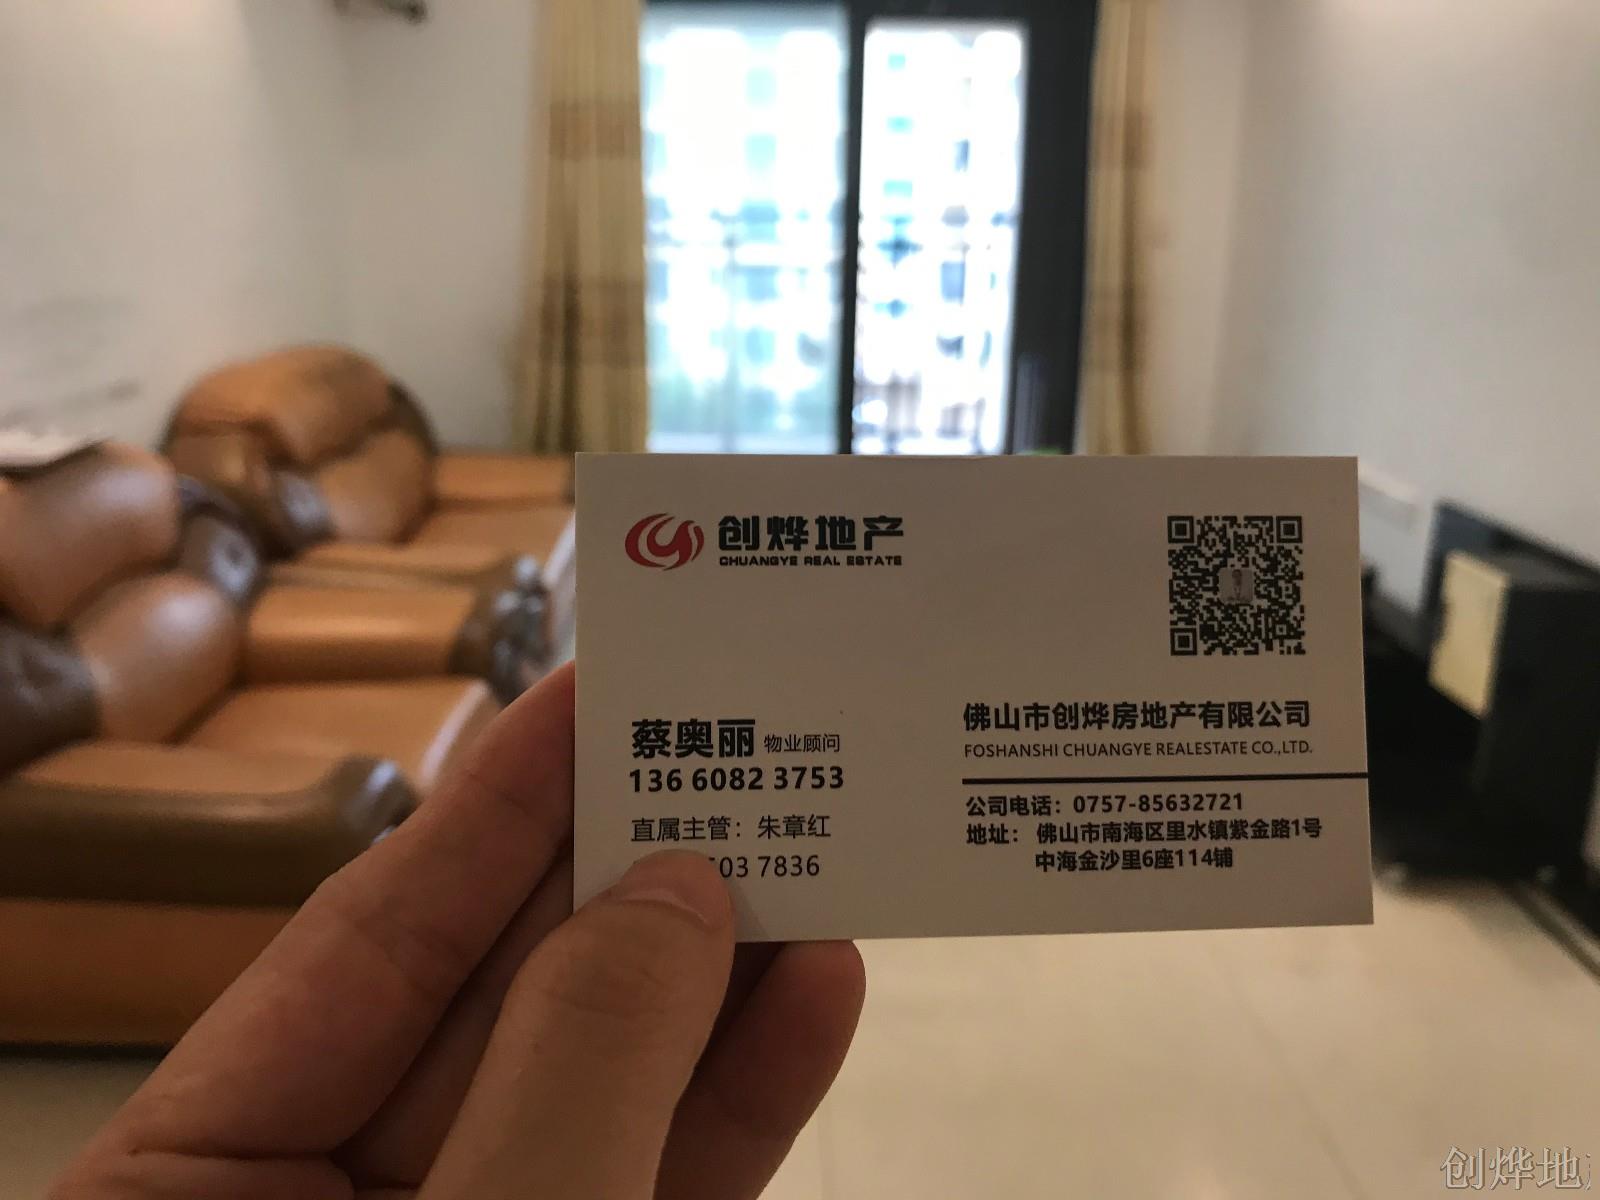 创烨地产
CHUANGYE REAL ESTATE
蔡奥丽 物业顾问
136 6082 3753
直属主管：朱章红
03 7836
佛山市创烨房地产有限公司
FOSHANSHI CHUANGYE REALESTATE CO.,LTD.
公司电话：0757-85632721
地址：佛山市南海区里水镇紫金路1号
中海金沙里6座114铺
创烨地